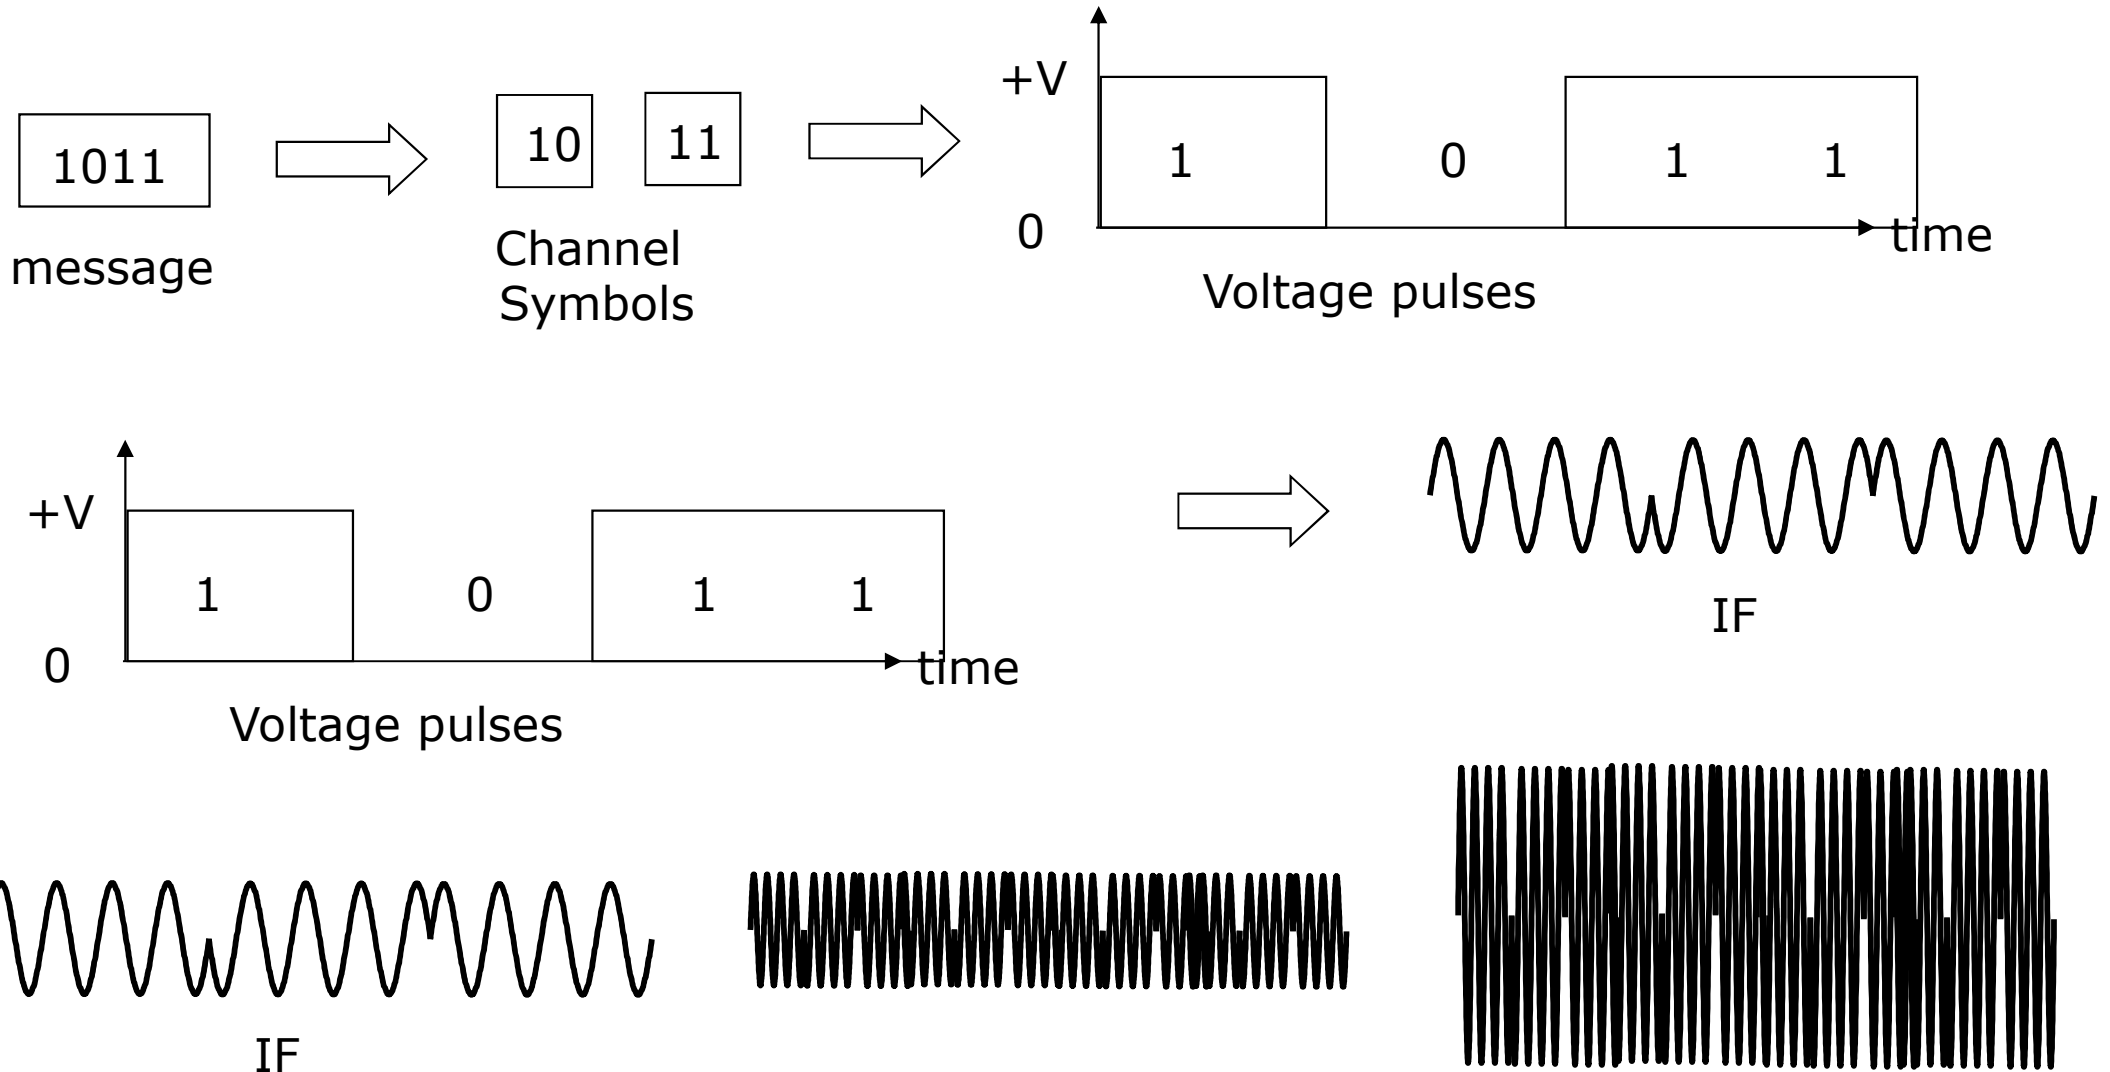 1011
message
10
11
Channel
Symbols
+V
1 0 1 1
0
time
Voltage pulses
+V
1 0 1 1
0
time
Voltage pulses
IF
IF